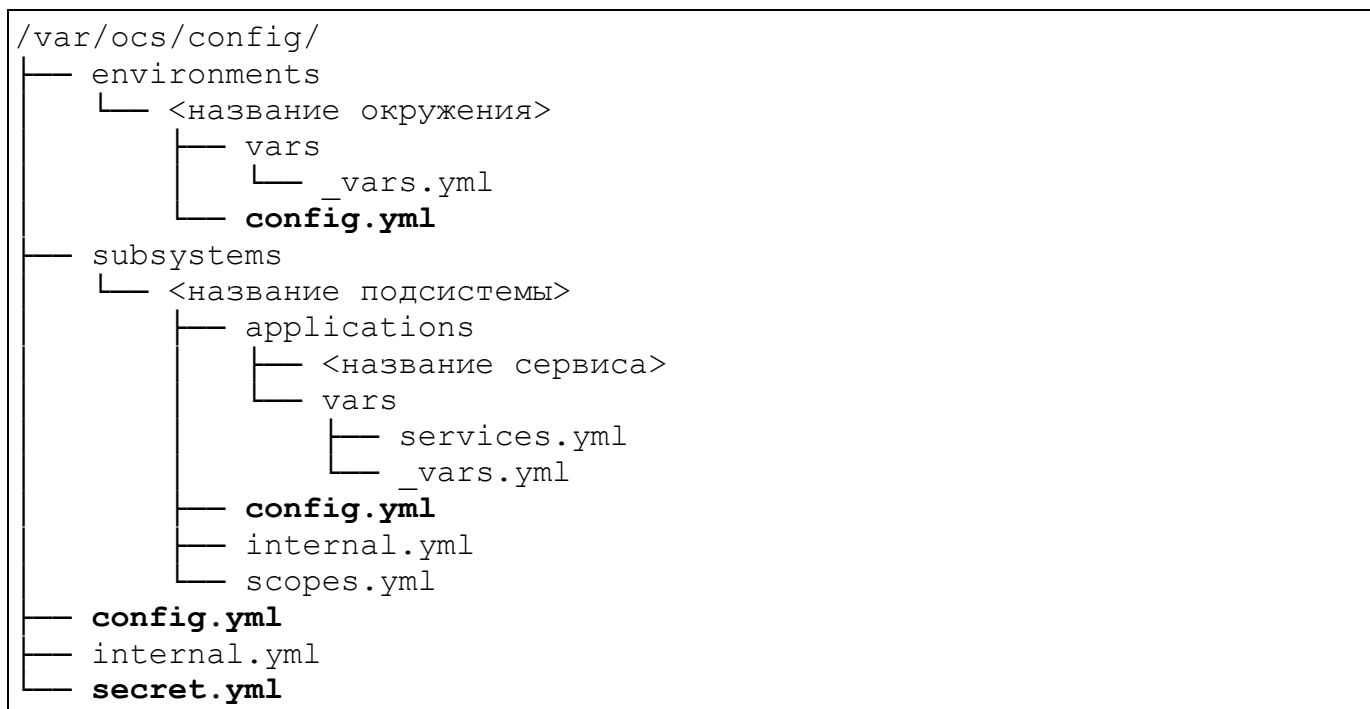 /var/ocs/config/
├── environments
│   └── <название окружения>
│       ├── vars
│       │   └── _vars.yml
│       └── config.yml
├── subsystems
│   └── <название подсистемы>
│       ├── applications
│       │   ├── <название сервиса>
│       │   └── vars
│       │       ├── services.yml
│       │       └── _vars.yml
│       ├── config.yml
│       ├── internal.yml
│       └── scopes.yml
├── config.yml
├── internal.yml
└── secret.yml